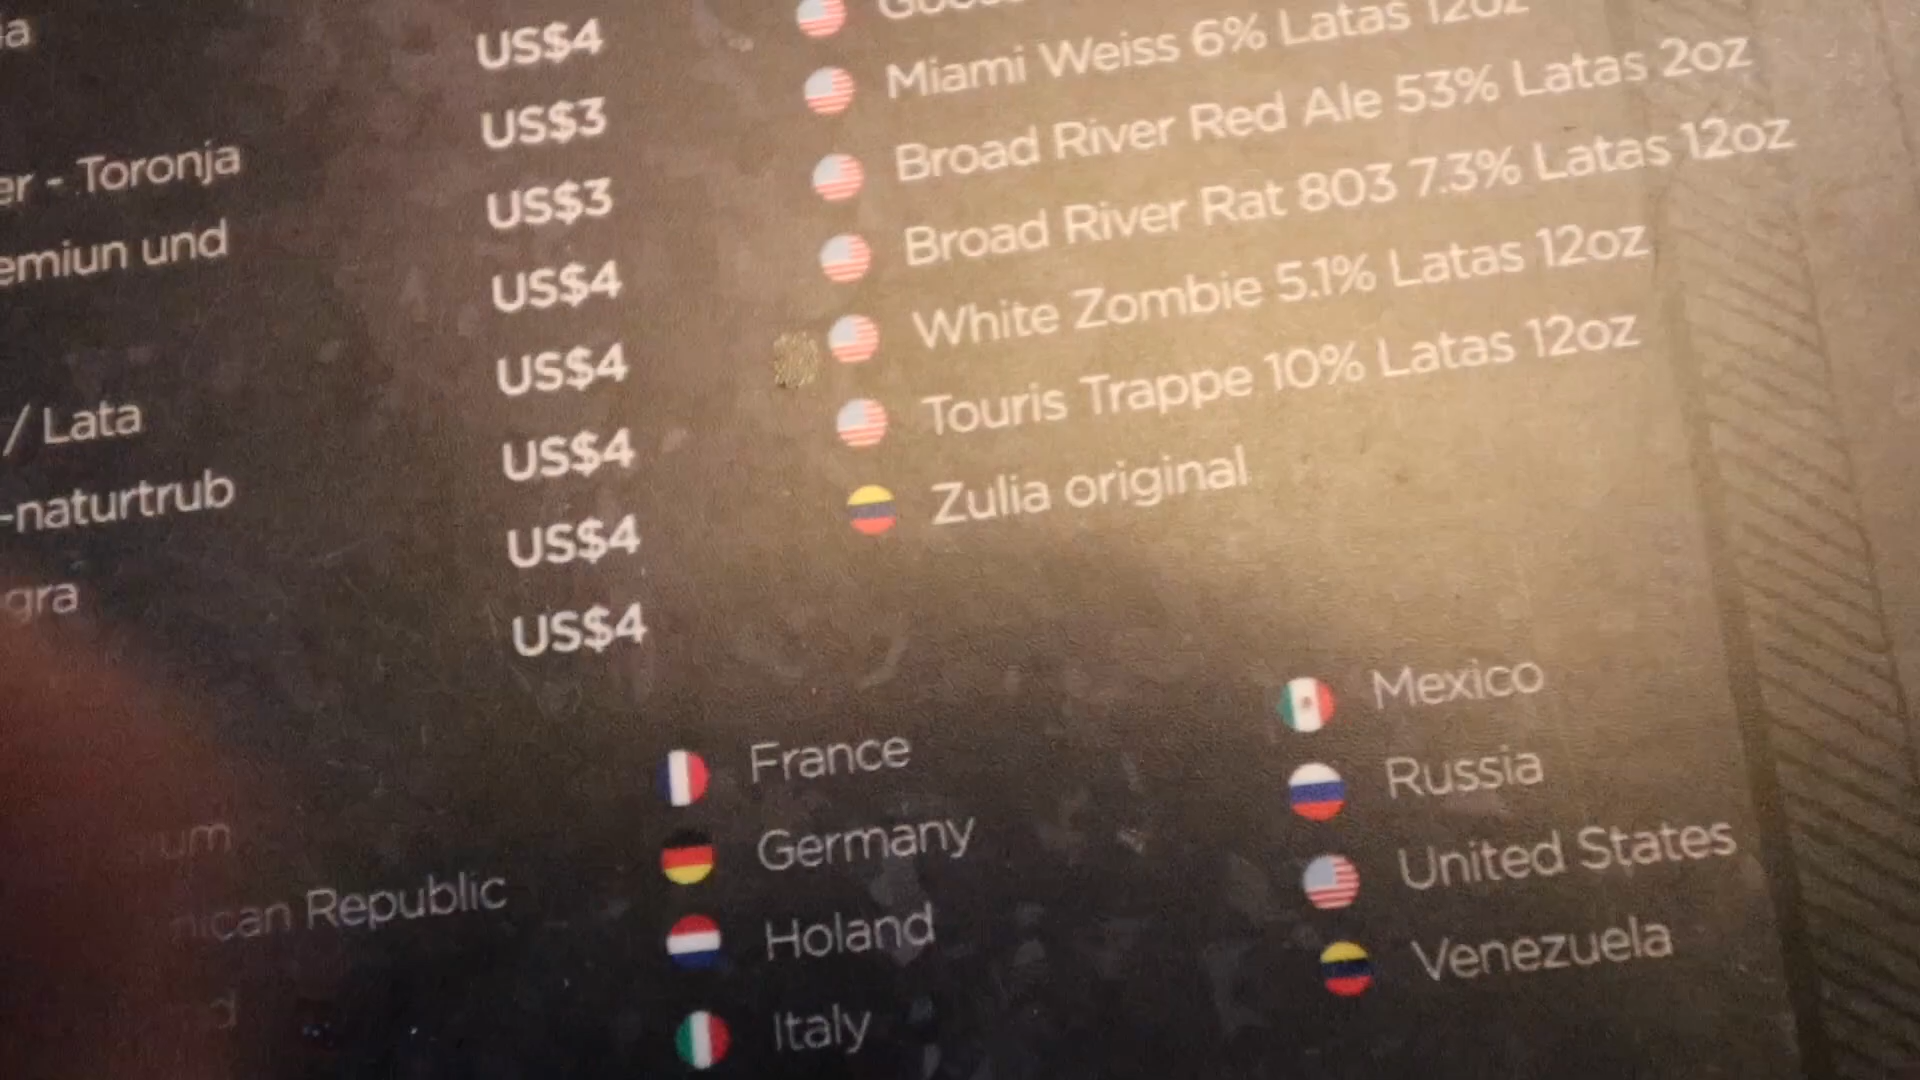 US$4
US$3
er - Toronja
US$3
emiun und
US$4
US$4
/ Lata
US$4
-naturtrub
US$4
gra
US$4
Miami Weiss 6% Latas 12oz
Broad River Red Ale 53% Latas 2oz
Broad River Rat 803 7.3% Latas 12oz
White Zombie 5.1% Latas 12oz
Touris Trappe 10% Latas 12oz
Zulia original
um
nican Republic
France
Germany
Holand
Italy
Mexico
Russia
United States
Venezuela